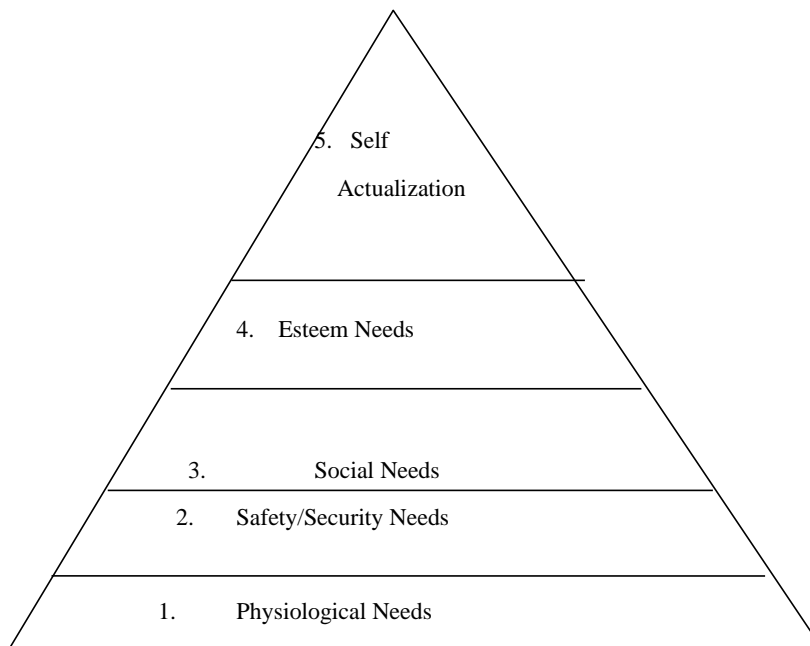 5. Self
Actualization
4. Esteem Needs
3. Social Needs
2. Safety/Security Needs
1. Physiological Needs